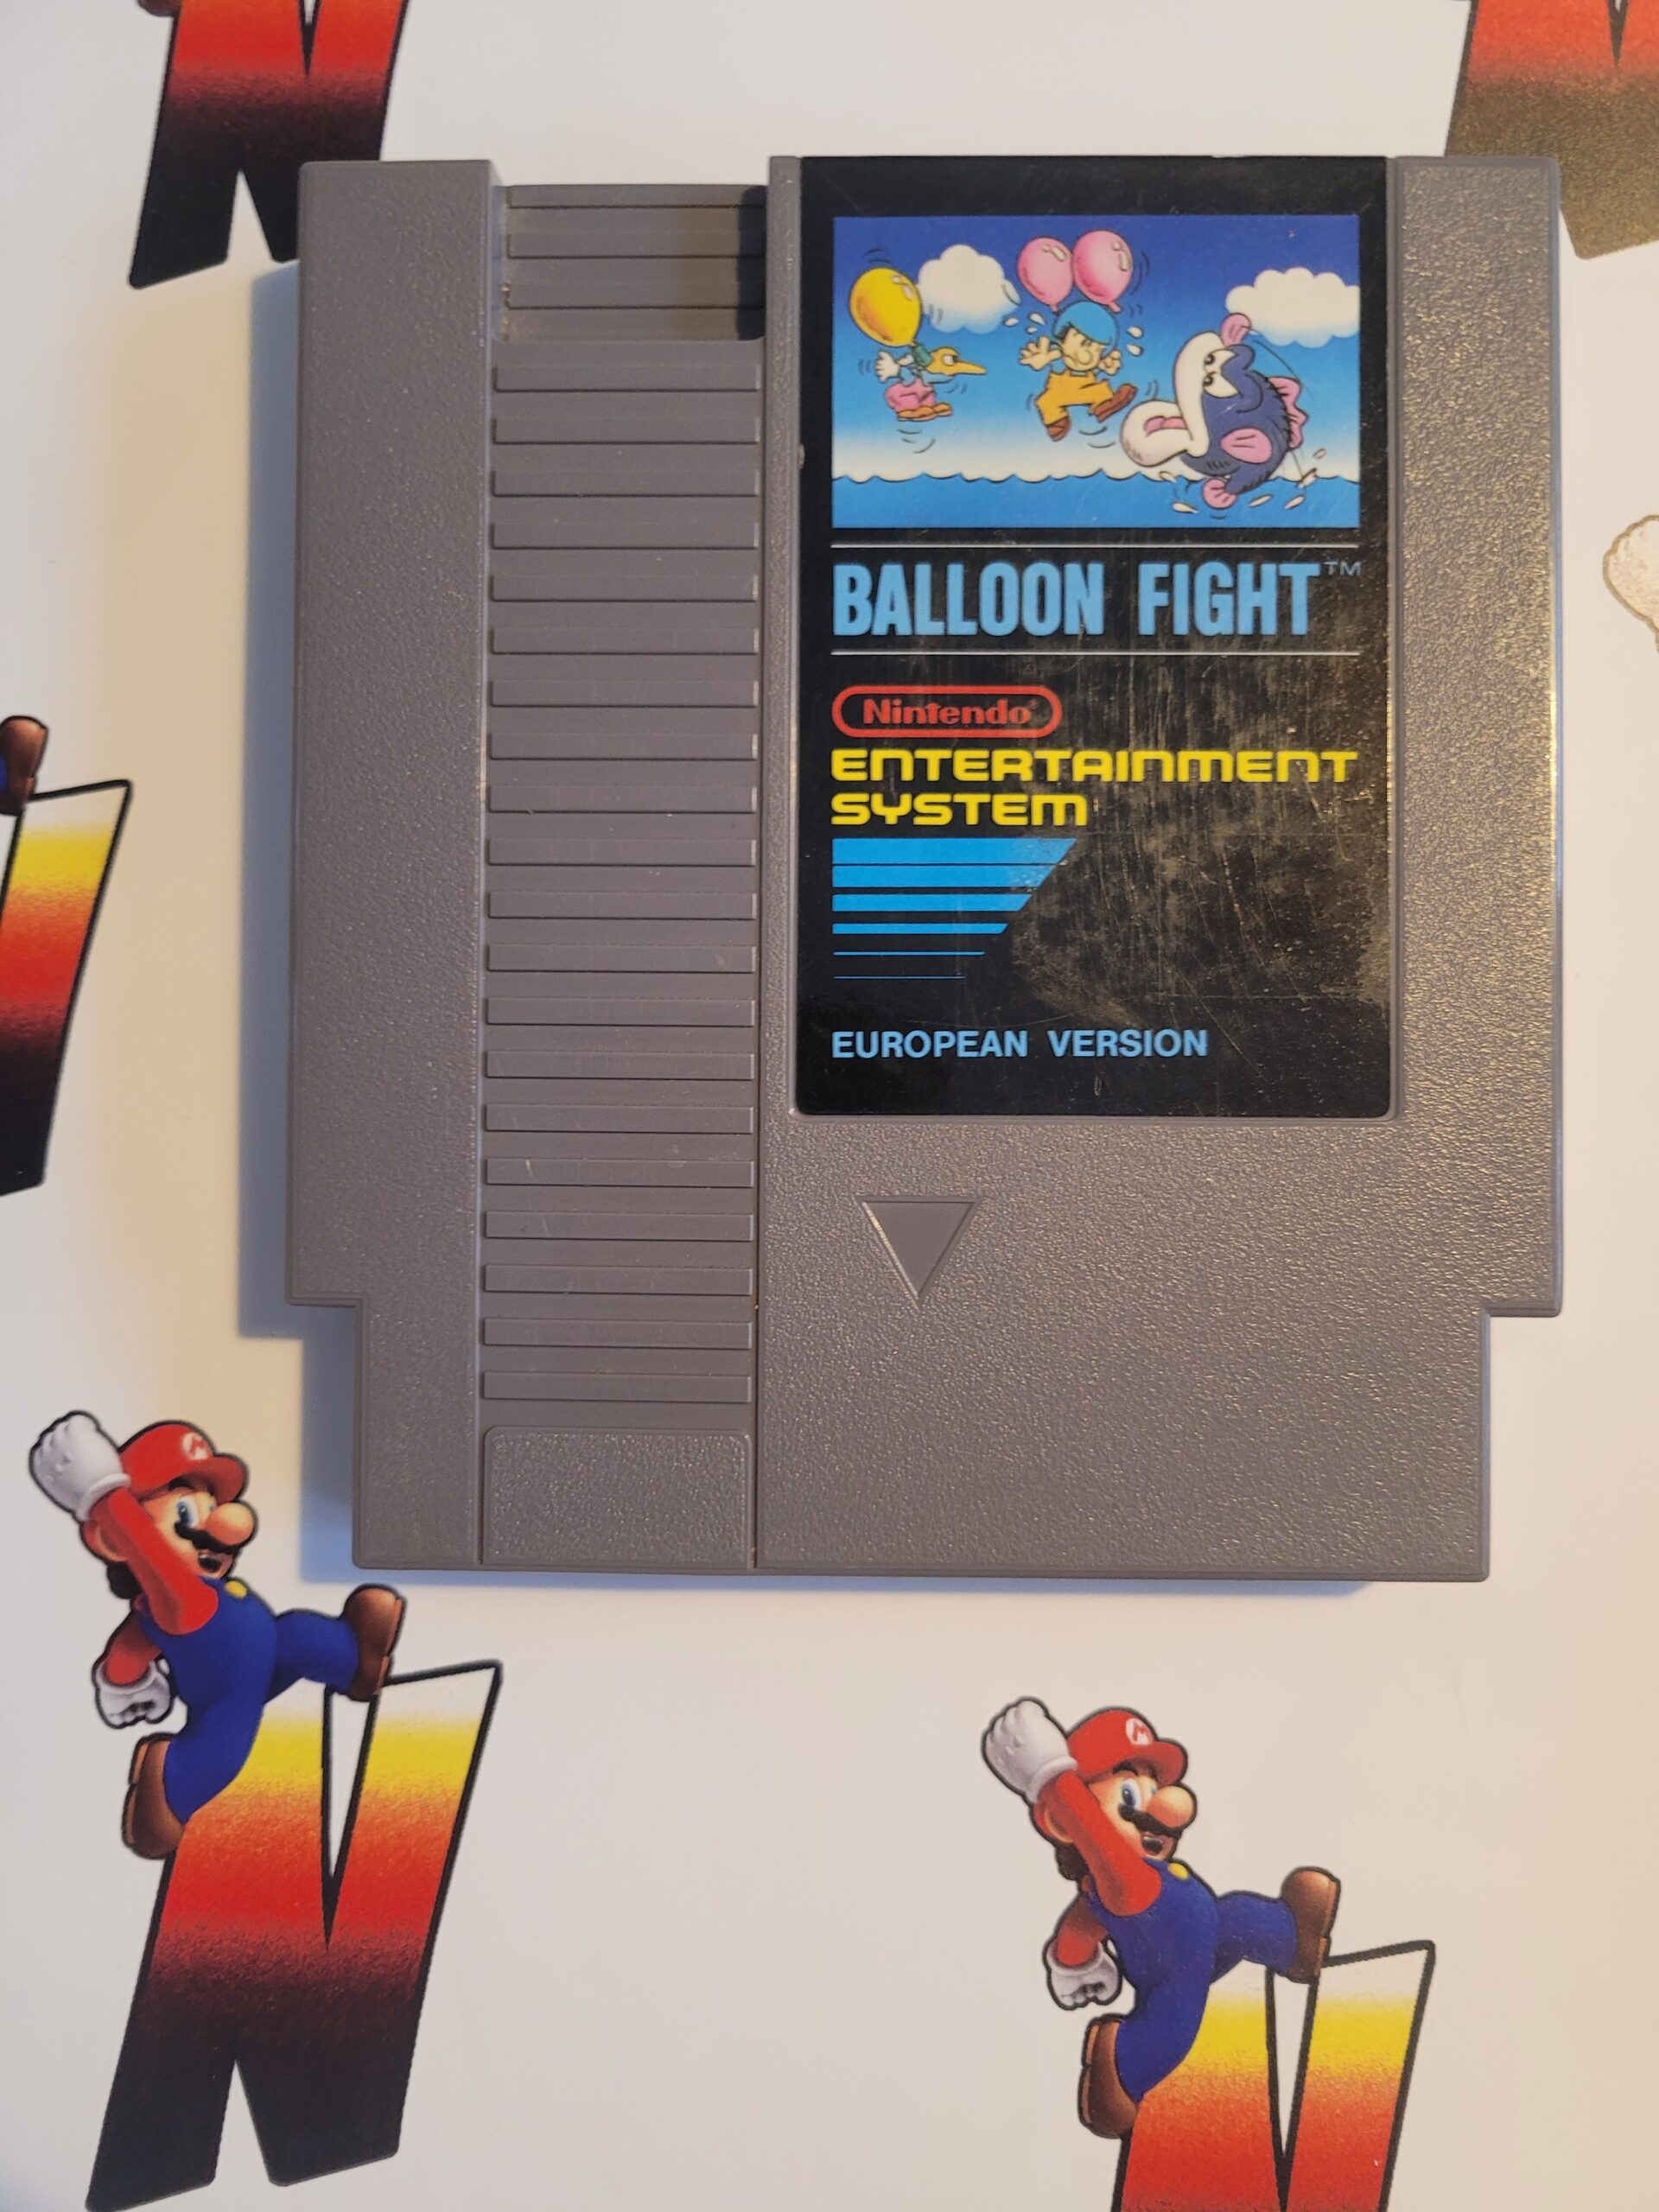 BALLOON FIGHT™
Nintendo®
ENTERTAINMENT
SYSTEM
EUROPEAN VERSION
N
N
N
M
N
M
N